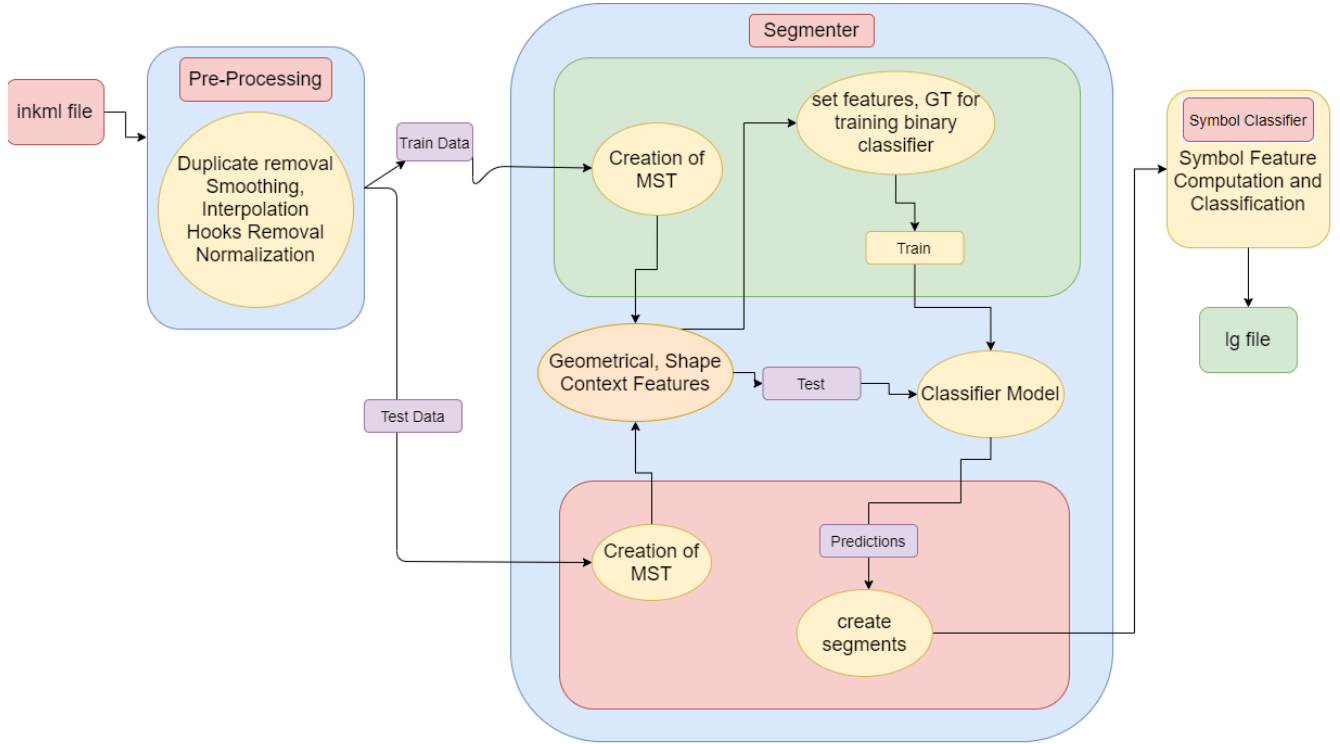 inkml file
Pre-Processing
Duplicate removal
Smoothing,
Interpolation
Hooks Removal
Normalization
Train Data
Test Data
Segmenter
Creation of
MST
set features, GT for
training binary
classifier
Train
Geometrical, Shape
Context Features
Test
Classifier Model
Creation of
MST
Predictions
create
segments
Symbol Classifier
Symbol Feature
Computation and
Classification
lg file